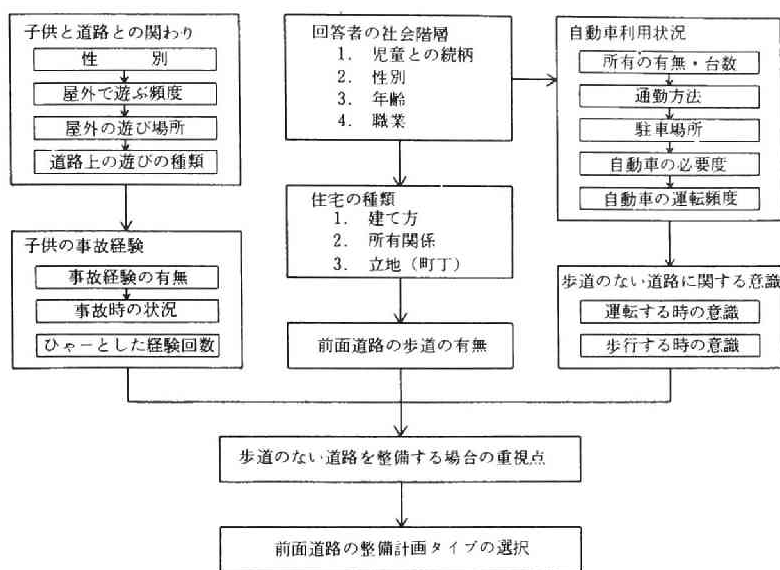 子供と道路との関わり
性別
屋外で遊ぶ頻度
屋外の遊び場所
道路上の遊びの種類
子供の事故経験
事故経験の有無
事故時の状況
ひゃーとした経験回数
回答者の社会階層
1. 児童との続柄
2. 性別
3. 年齢
4. 職業
住宅の種類
1. 建て方
2. 所有関係
3. 立地（町丁）
前面道路の歩道の有無
自動車利用状況
所有の有無・台数
通勤方法
駐車場所
自動車の必要度
自動車の運転頻度
歩道のない道路に関する意識
運転する時の意識
歩行する時の意識
歩道のない道路を整備する場合の重視点
前面道路の整備計画タイプの選択